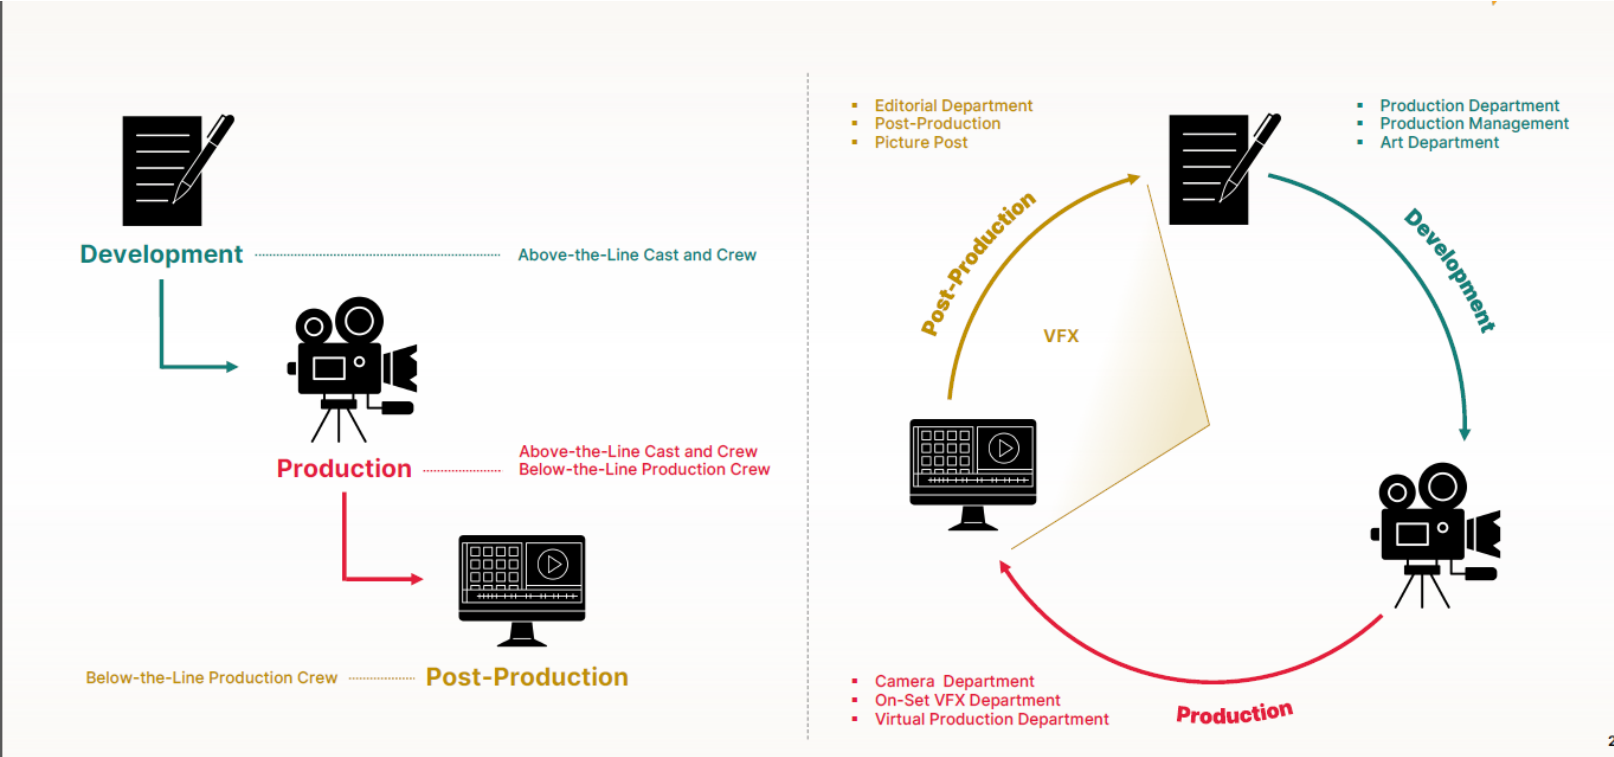 Development
Above-the-Line Cast and Crew
Production
Above-the-Line Cast and Crew
Below-the-Line Production Crew
Below-the-Line Production Crew
Post-Production
▪ Editorial Department
▪ Post-Production
▪ Picture Post
▪ Production Department
▪ Production Management
▪ Art Department
Post-Production
Development
VFX
▪ Camera Department
▪ On-Set VFX Department
▪ Virtual Production Department
Production
2